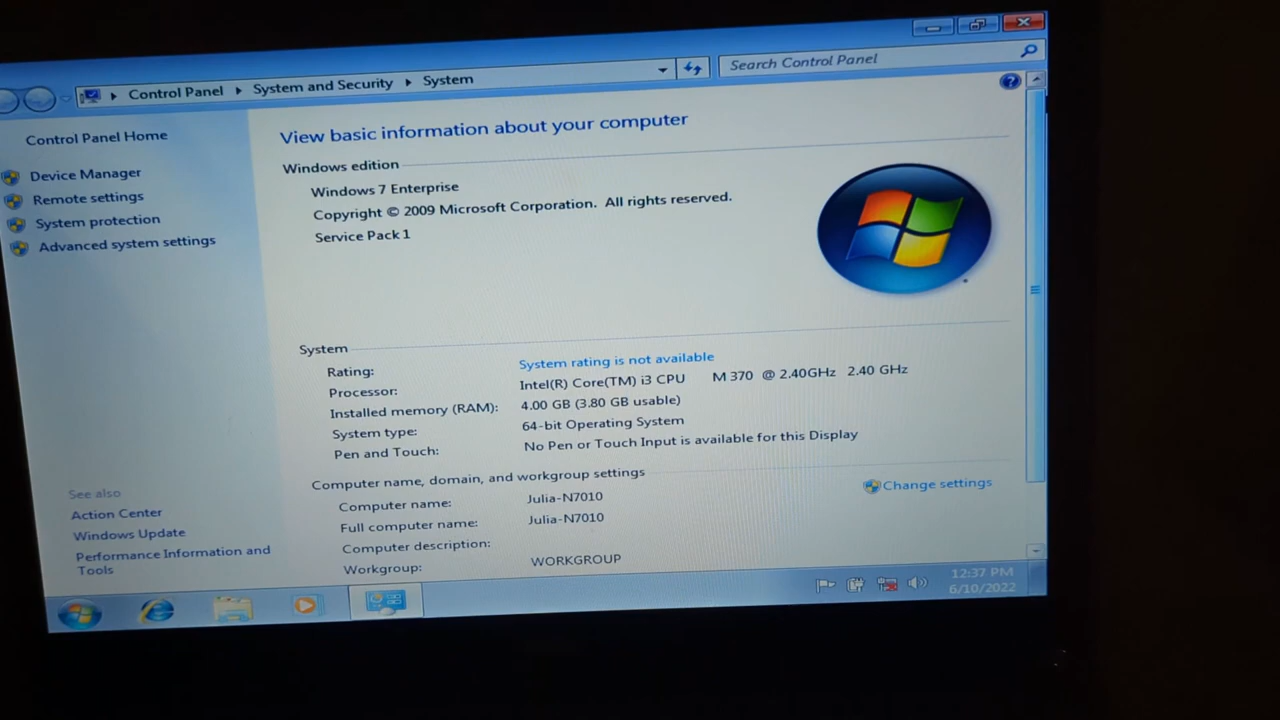 Control Panel ▸ System and Security ▸ System
Search Control Panel
Control Panel Home
Device Manager
Remote settings
System protection
Advanced system settings
See also
Action Center
Windows Update
Performance Information and
Tools
View basic information about your computer
Windows edition
Windows 7 Enterprise
Copyright © 2009 Microsoft Corporation. All rights reserved.
Service Pack 1
System
Rating: System rating is not available
Processor: Intel(R) Core(TM) i3 CPU M 370 @ 2.40GHz 2.40 GHz
Installed memory (RAM): 4.00 GB (3.80 GB usable)
System type: 64-bit Operating System
Pen and Touch: No Pen or Touch Input is available for this Display
Computer name, domain, and workgroup settings
Computer name: Julia-N7010
Change settings
Full computer name: Julia-N7010
Computer description:
Workgroup: WORKGROUP
12:37 PM
6/10/2022